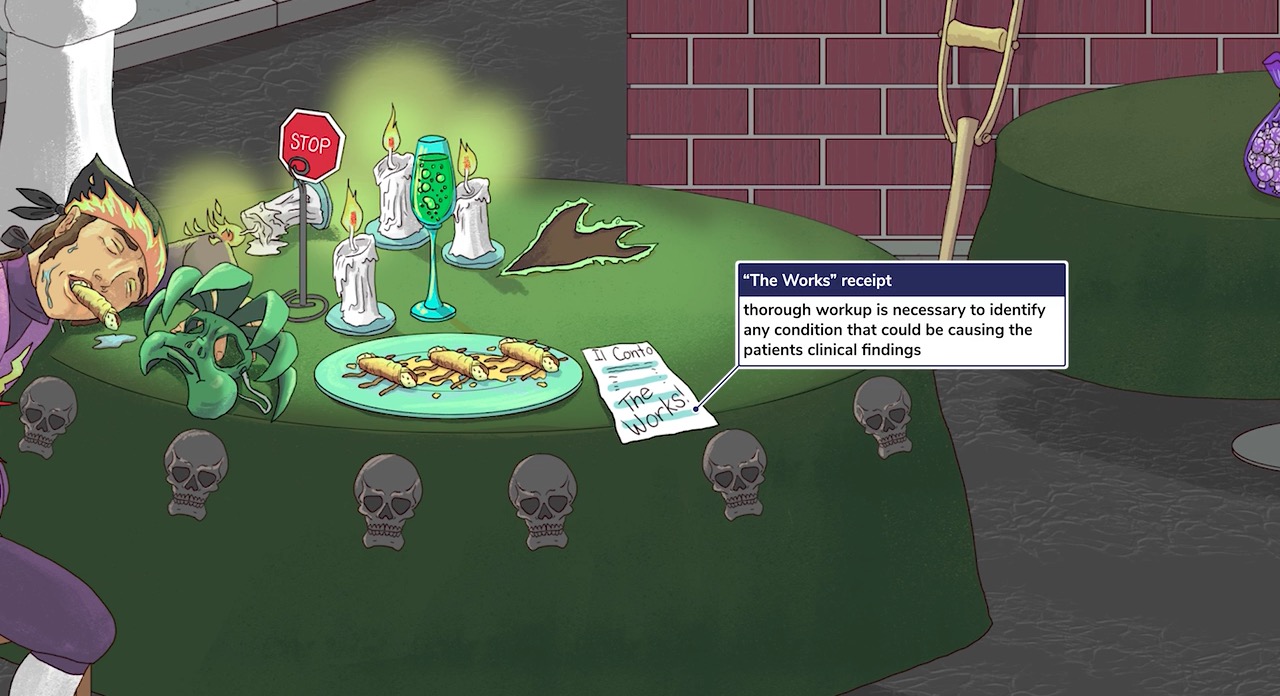 STOP
“The Works” receipt
thorough workup is necessary to identify
any condition that could be causing the
patients clinical findings
Il Conto
The
Works!